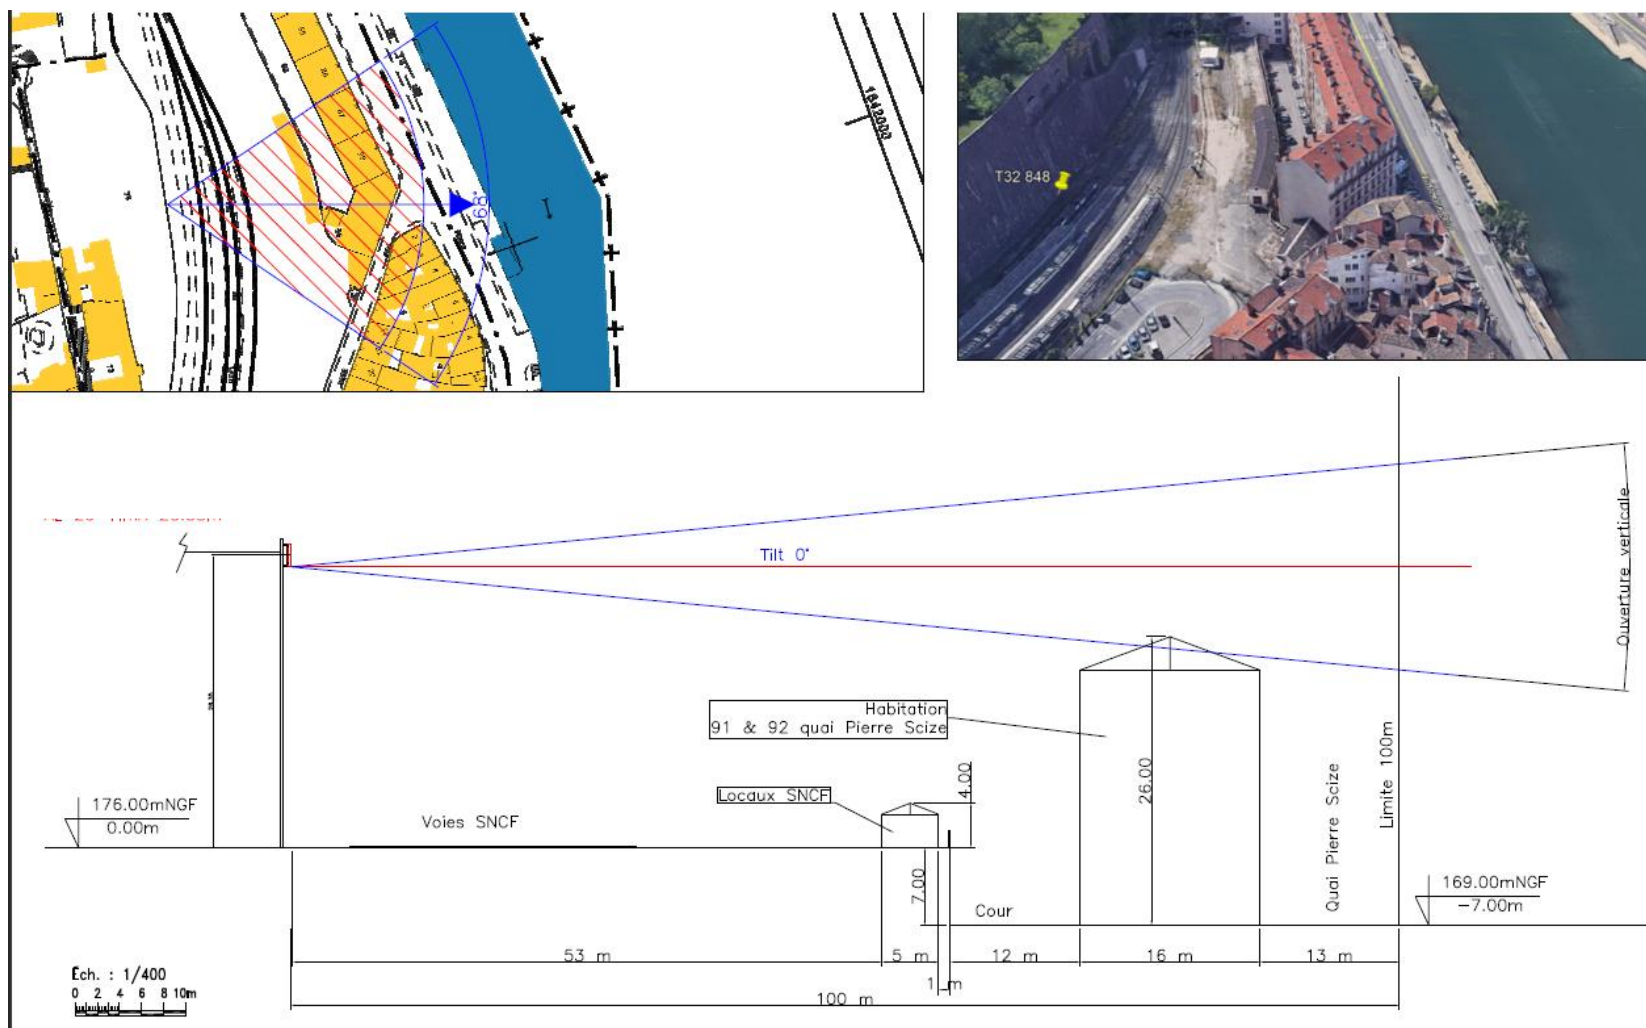 1842000
68°
T32 848
Tilt 0°
Ouverture verticale
Habitation
91 & 92 quai Pierre Scize
Locaux SNCF
4.00
26.00
Quai Pierre Scize
Limite 100m
176.00mNGF
0.00m
Voies SNCF
7.00
Cour
169.00mNGF
-7.00m
53 m
5 m
12 m
16 m
13 m
1 m
100 m
Éch. : 1/400
0 2 4 6 8 10m